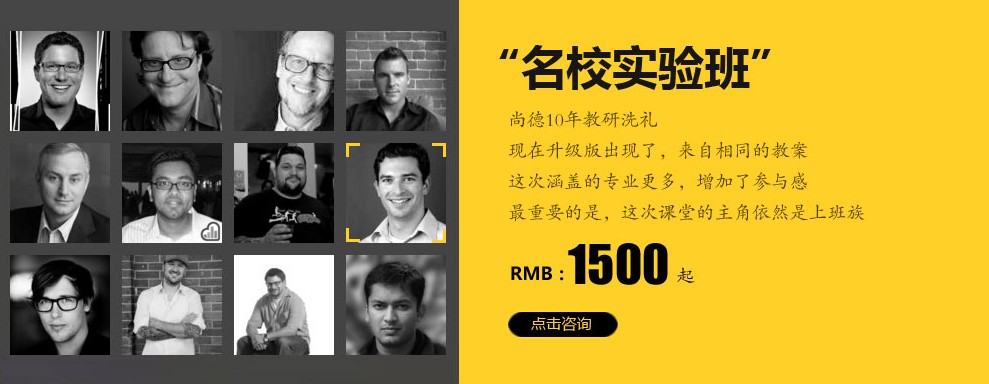 “名校实验班”
尚德10年教研洗礼
现在升级版出现了，来自相同的教案
这次涵盖的专业更多，增加了参与感
最重要的是，这次课堂的主角依然是上班族
RMB：1500 起
点击咨询